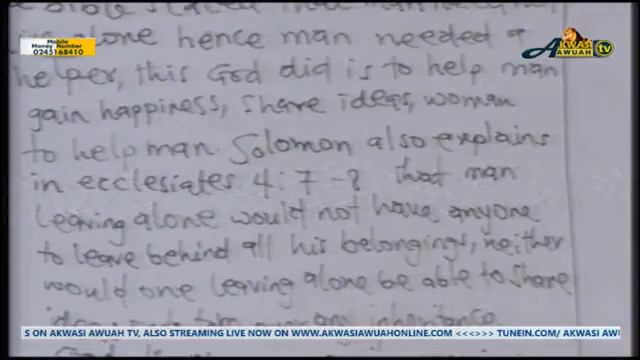 alone hence man needed a
helper, this God did is to help man
gain happiness, share ideas, woman
to help man. Solomon also explains
in ecclesiates 4:7-8 that man
leaving alone would not have anyone
to leave behind all his belongings, neither
would one leaving alone be able to share
inheritance
Mobile
Money Number
0245168410
AKWASI
AWUAH tv
S ON AKWASI AWUAH TV, ALSO STREAMING LIVE NOW ON WWW.AKWASIAWUAHONLINE.COM <<<>>> TUNEIN.COM/ AKWASI AWU